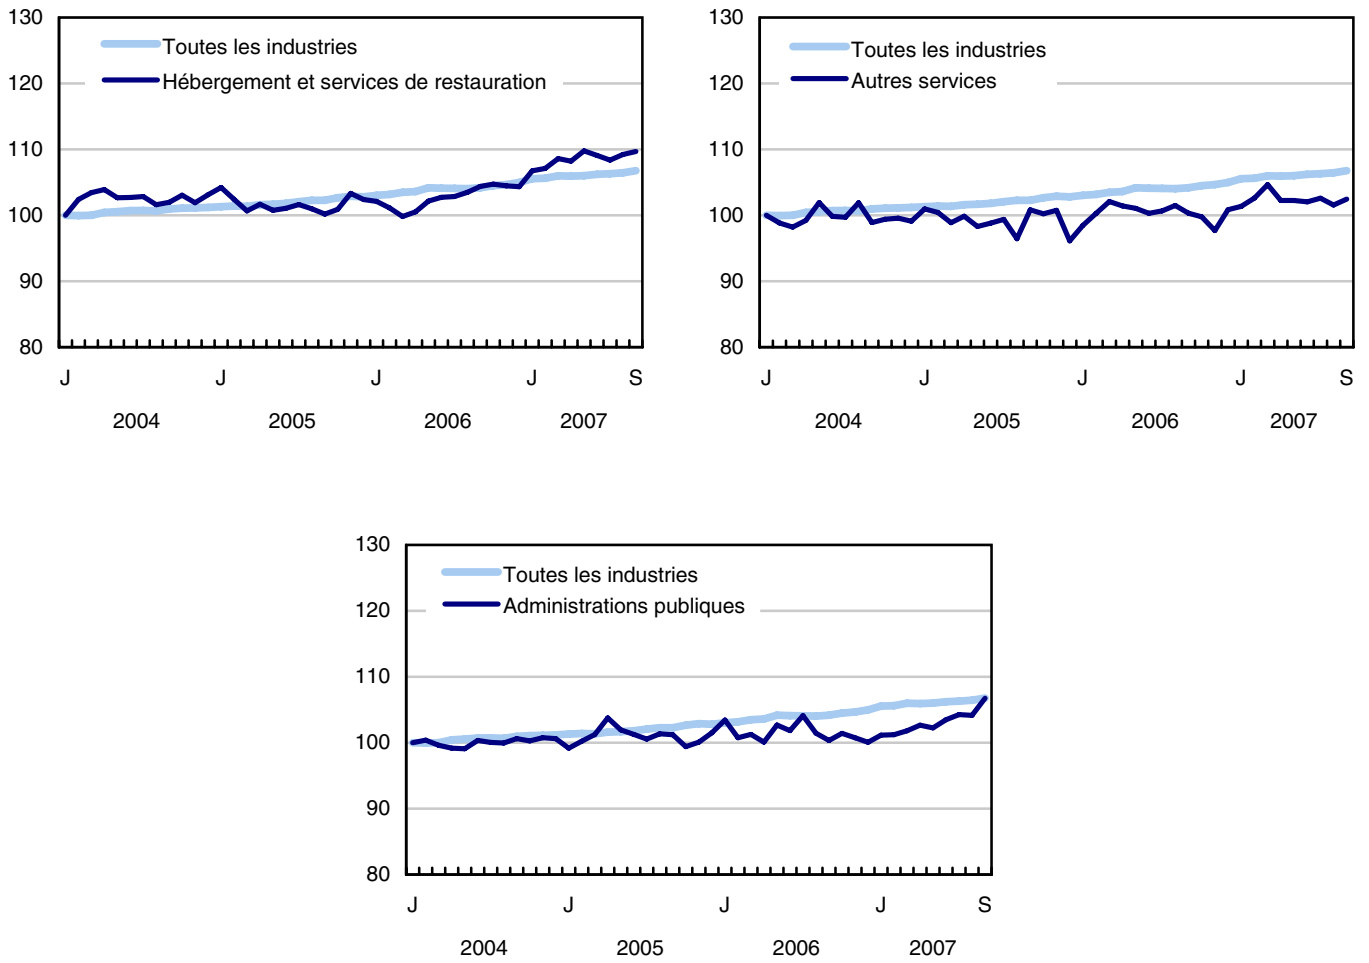 130
120
110
100
90
80
Toutes les industries
Hébergement et services de restauration
J J J J S
2004 2005 2006 2007
130
120
110
100
90
80
Toutes les industries
Autres services
J J J J S
2004 2005 2006 2007
130
120
110
100
90
80
Toutes les industries
Administrations publiques
J J J J S
2004 2005 2006 2007